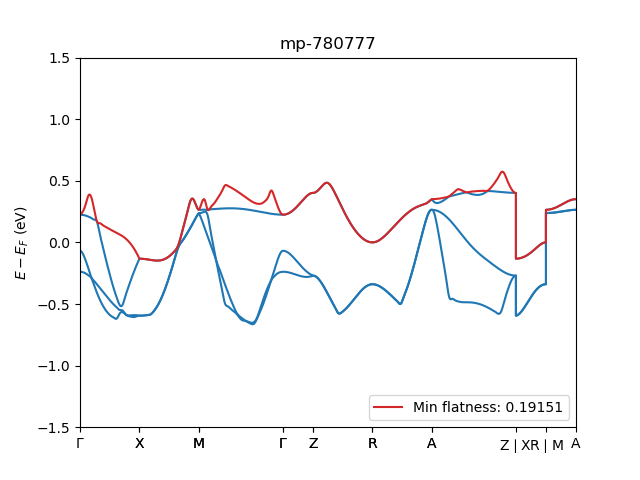 mp-780777
E − E_F (eV)
1.5
1.0
0.5
0.0
−0.5
−1.0
−1.5
Min flatness: 0.19151
Γ X M Γ Z R A Z | XR | M A